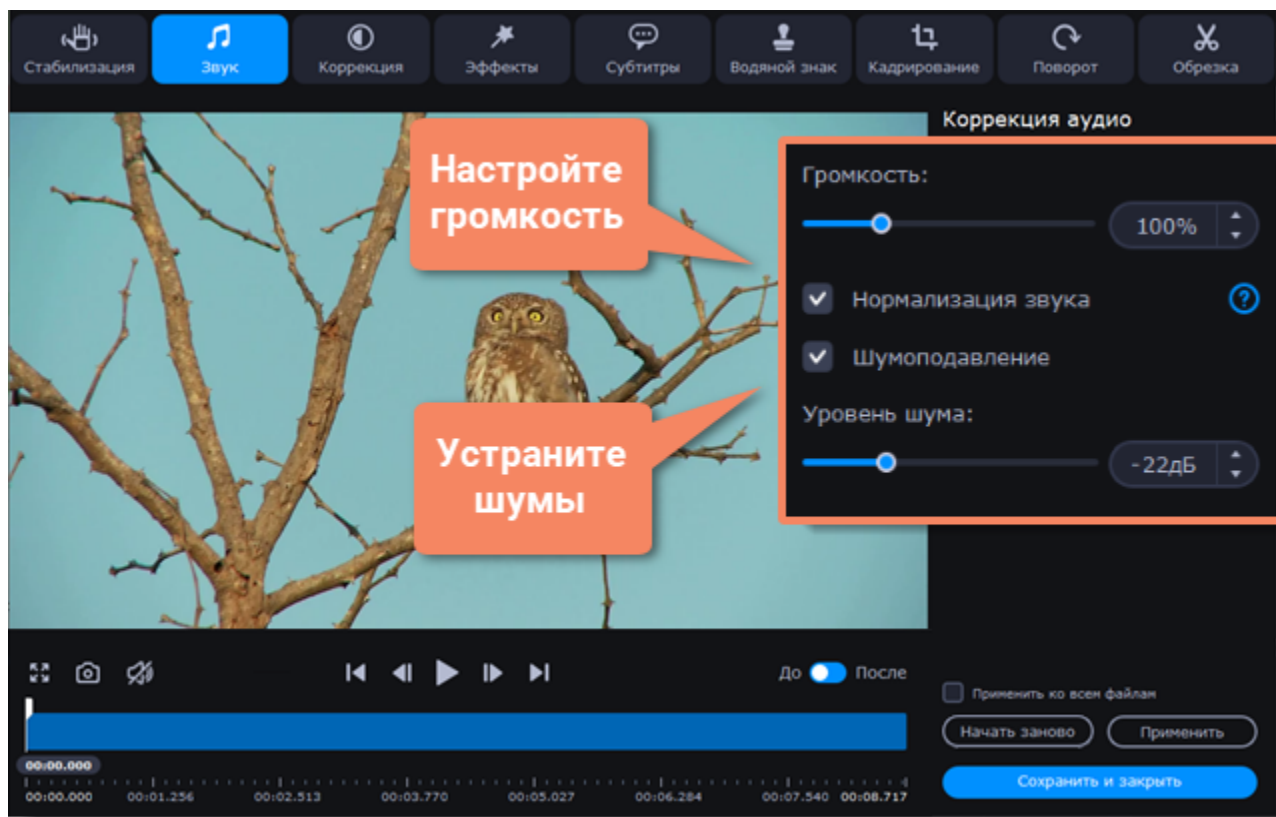 Стабилизация
Звук
Коррекция
Эффекты
Субтитры
Водяной знак
Кадрирование
Поворот
Обрезка
Коррекция аудио
Настройте
громкость
Громкость:
100%
Нормализация звука
?
Шумоподавление
Устраните
шумы
Уровень шума:
-22дБ
До
После
Применить ко всем файлам
Начать заново
Применить
Сохранить и закрыть
00:00.000
00:00.000 00:01.256 00:02.513 00:03.770 00:05.027 00:06.284 00:07.540 00:08.717